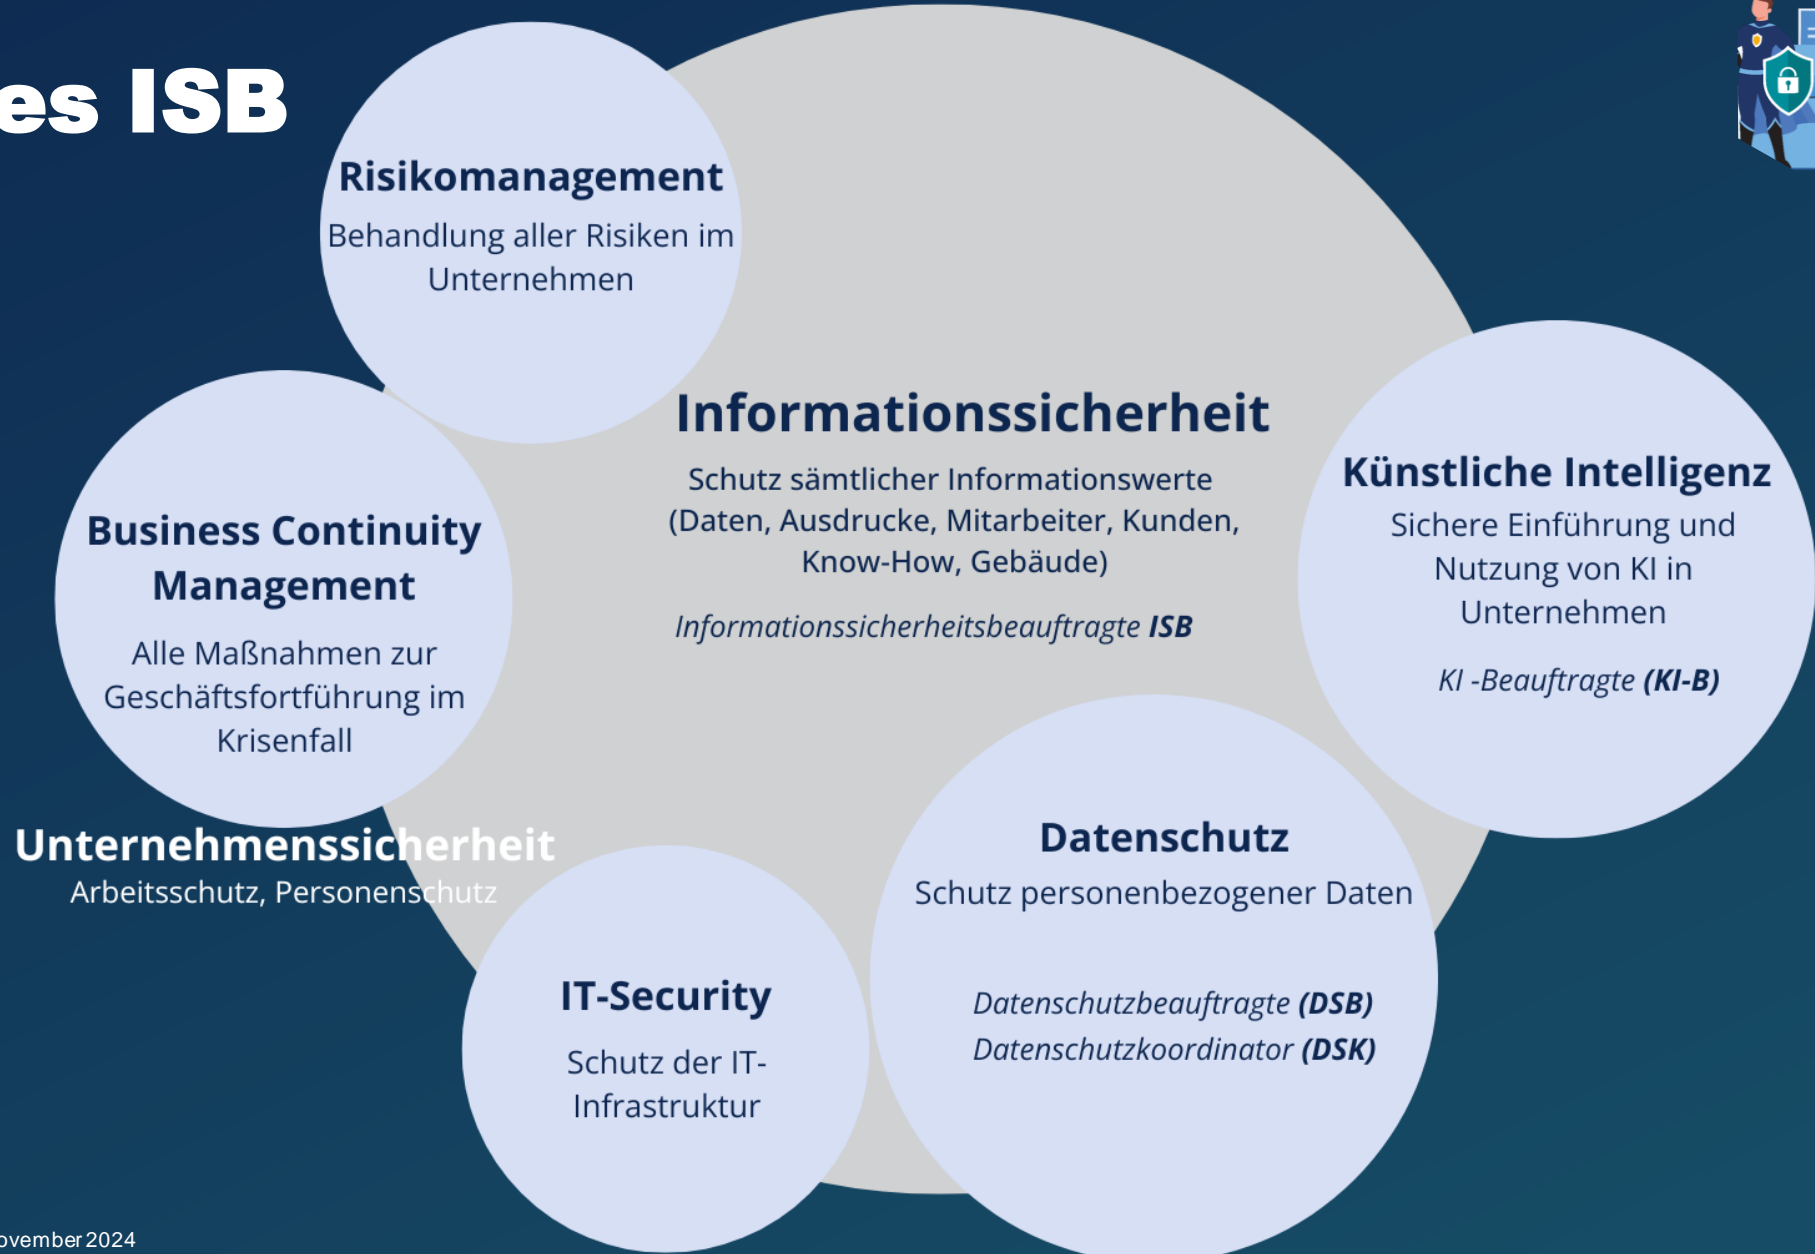 es ISB
Risikomanagement
Behandlung aller Risiken im
Unternehmen
Informationssicherheit
Schutz sämtlicher Informationswerte
(Daten, Ausdrucke, Mitarbeiter, Kunden,
Know-How, Gebäude)
Informationssicherheitsbeauftragte ISB
Künstliche Intelligenz
Sichere Einführung und
Nutzung von KI in
Unternehmen
KI -Beauftragte (KI-B)
Business Continuity
Management
Alle Maßnahmen zur
Geschäftsfortführung im
Krisenfall
Unternehmenssicherheit
Arbeitsschutz, Personenschutz
Datenschutz
Schutz personenbezogener Daten
Datenschutzbeauftragte (DSB)
Datenschutzkoordinator (DSK)
IT-Security
Schutz der IT-
Infrastruktur
ovember 2024